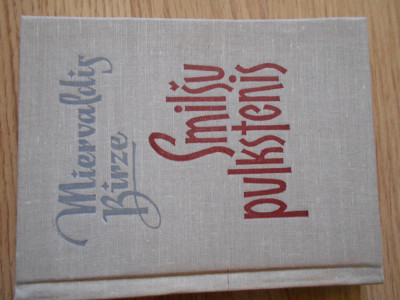 Miervaldis
Birze
Smilšu
pulkstenis